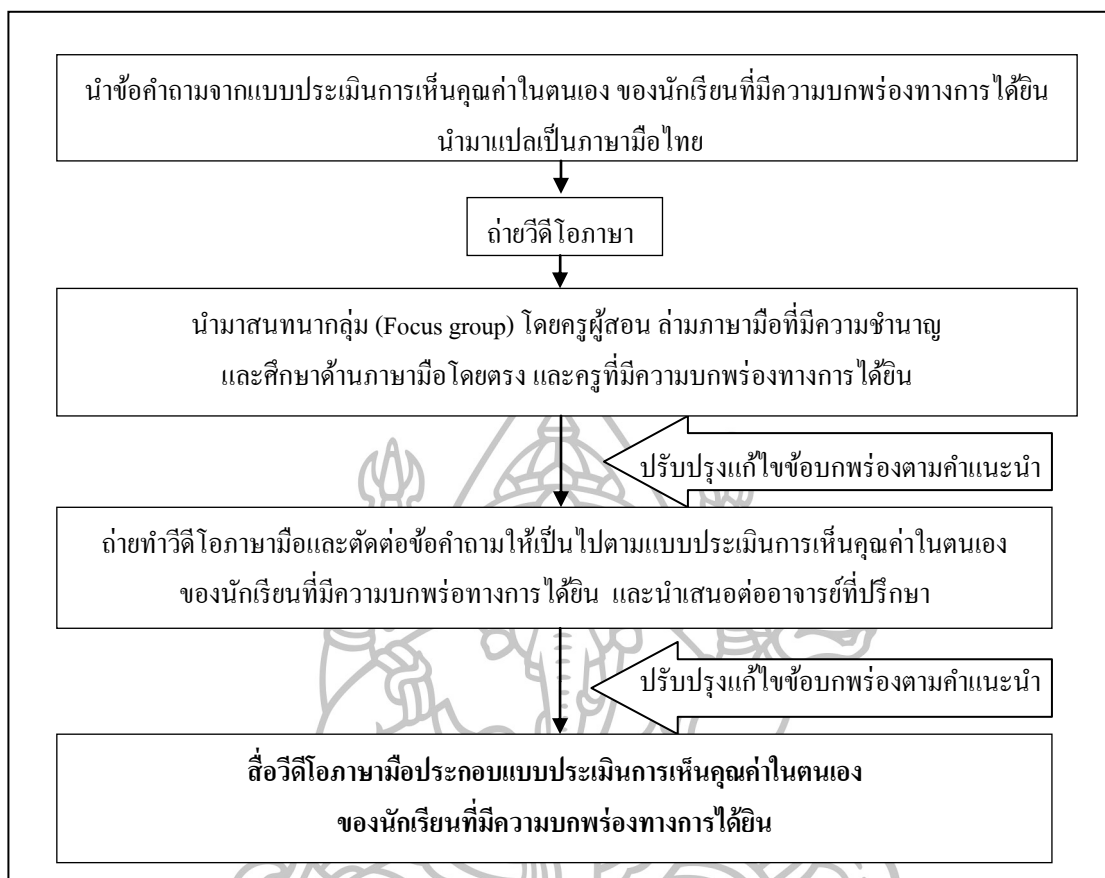 นำข้อคำถามจากแบบประเมินการเห็นคุณค่าในตนเอง ของนักเรียนที่มีความบกพร่องทางการได้ยิน
นำมาแปลเป็นภาษามือไทย
ถ่ายวีดีโอภาษา
นำมาสนทนากลุ่ม (Focus group) โดยครูผู้สอน ล่ามภาษามือที่มีความชำนาญ
และศึกษาด้านภาษามือโดยตรง และครูที่มีความบกพร่องทางการได้ยิน
ปรับปรุงแก้ไขข้อบกพร่องตามคำแนะนำ
ถ่ายทำวีดีโอภาษามือและตัดต่อข้อคำถามให้เป็นไปตามแบบประเมินการเห็นคุณค่าในตนเอง
ของนักเรียนที่มีความบกพร่อทางการได้ยิน และนำเสนอต่ออาจารย์ที่ปรึกษา
ปรับปรุงแก้ไขข้อบกพร่องตามคำแนะนำ
สื่อวีดีโอภาษามือประกอบแบบประเมินการเห็นคุณค่าในตนเอง
ของนักเรียนที่มีความบกพร่องทางการได้ยิน